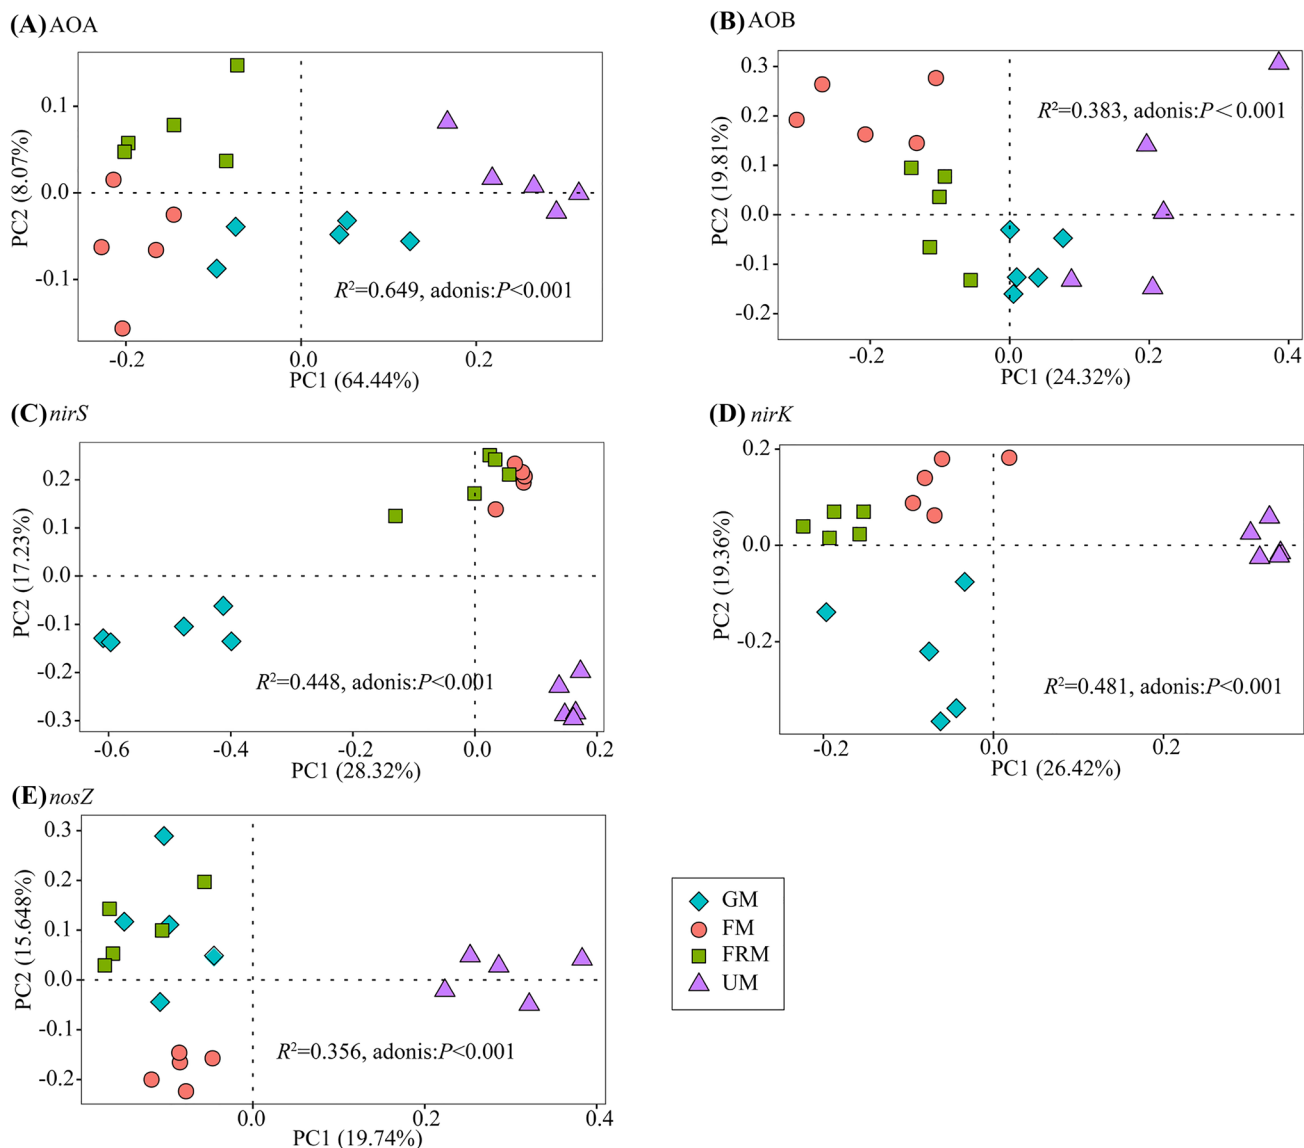 (A) AOA
0.1
0.0
-0.1
PC2 (8.07%)
R²=0.649, adonis:P<0.001
-0.2
0.0
0.2
PC1 (64.44%)
(B) AOB
0.3
0.2
0.1
0.0
-0.1
-0.2
PC2 (19.81%)
R²=0.383, adonis:P<0.001
-0.2
0.0
0.2
0.4
PC1 (24.32%)
(C) nirS
0.2
0.1
0.0
-0.1
-0.2
-0.3
PC2 (17.23%)
R²=0.448, adonis:P<0.001
-0.6
-0.4
-0.2
0.0
0.2
PC1 (28.32%)
(D) nirK
0.2
0.0
-0.2
PC2 (19.36%)
R²=0.481, adonis:P<0.001
-0.2
0.0
0.2
PC1 (26.42%)
(E) nosZ
0.3
0.2
0.1
0.0
-0.1
-0.2
PC2 (15.648%)
R²=0.356, adonis:P<0.001
0.0
0.2
0.4
PC1 (19.74%)
GM
FM
FRM
UM